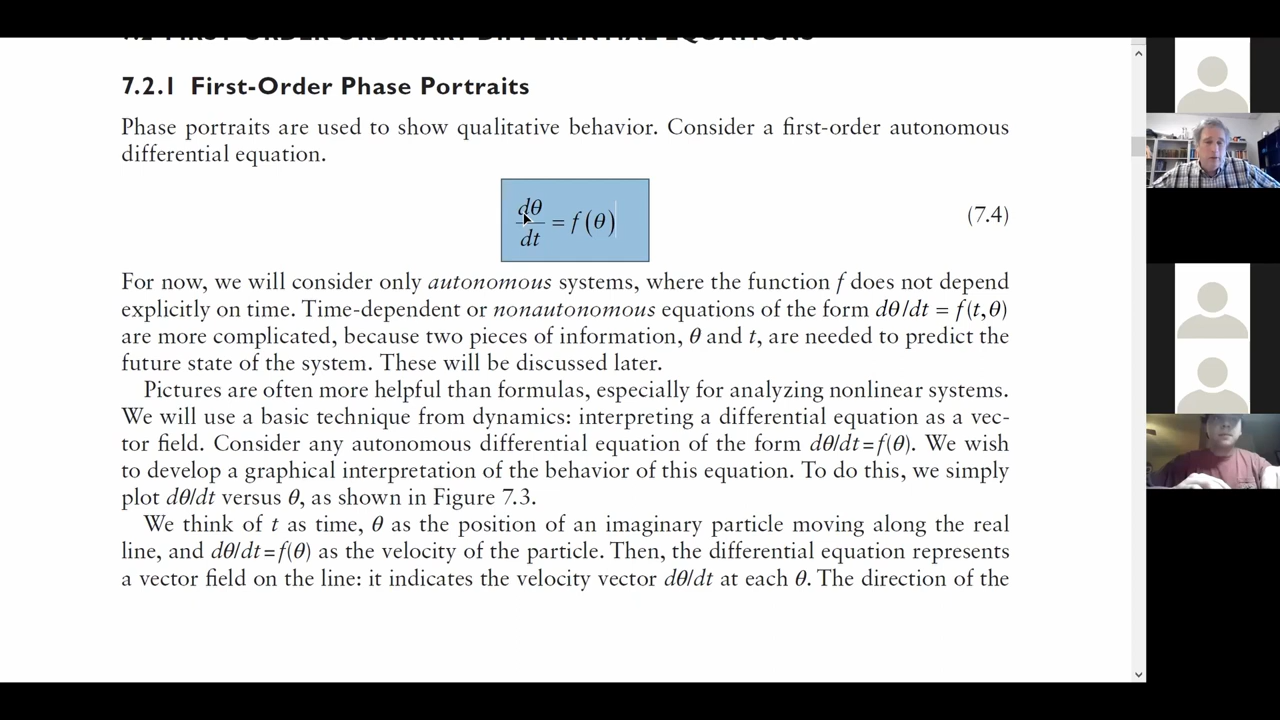 7.2 FIRST-ORDER ORDINARY DIFFERENTIAL EQUATIONS
7.2.1 First-Order Phase Portraits
Phase portraits are used to show qualitative behavior. Consider a first-order autonomous
differential equation.
dθ/dt = f(θ) (7.4)
For now, we will consider only autonomous systems, where the function f does not depend
explicitly on time. Time-dependent or nonautonomous equations of the form dθ/dt = f(t,θ)
are more complicated, because two pieces of information, θ and t, are needed to predict the
future state of the system. These will be discussed later.
Pictures are often more helpful than formulas, especially for analyzing nonlinear systems.
We will use a basic technique from dynamics: interpreting a differential equation as a vec-
tor field. Consider any autonomous differential equation of the form dθ/dt=f(θ). We wish
to develop a graphical interpretation of the behavior of this equation. To do this, we simply
plot dθ/dt versus θ, as shown in Figure 7.3.
We think of t as time, θ as the position of an imaginary particle moving along the real
line, and dθ/dt=f(θ) as the velocity of the particle. Then, the differential equation represents
a vector field on the line: it indicates the velocity vector dθ/dt at each θ. The direction of the